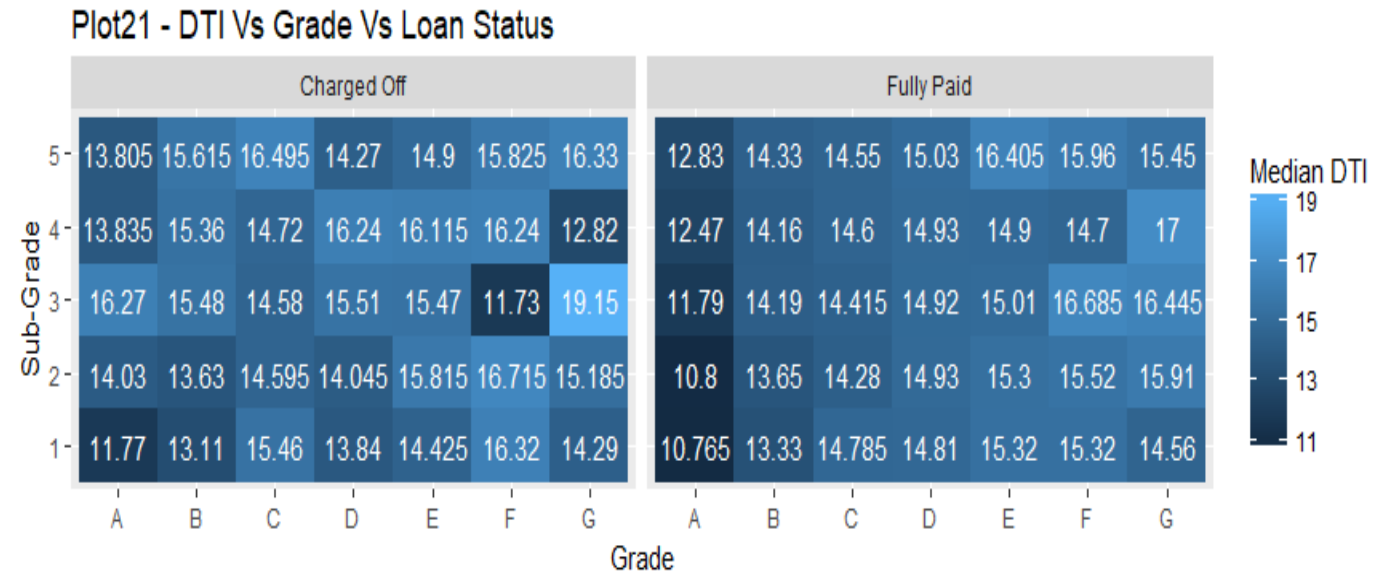 Plot21 - DTI Vs Grade Vs Loan Status
Charged Off Fully Paid
5 13.805 15.615 16.495 14.27 14.9 15.825 16.33 12.83 14.33 14.55 15.03 16.405 15.96 15.45
4 13.835 15.36 14.72 16.24 16.115 16.24 12.82 12.47 14.16 14.6 14.93 14.9 14.7 17
3 16.27 15.48 14.58 15.51 15.47 11.73 19.15 11.79 14.19 14.415 14.92 15.01 16.685 16.445
2 14.03 13.63 14.595 14.045 15.815 16.715 15.185 10.8 13.65 14.28 14.93 15.3 15.52 15.91
1 11.77 13.11 15.46 13.84 14.425 16.32 14.29 10.765 13.33 14.785 14.81 15.32 15.32 14.56
A B C D E F G A B C D E F G
Grade
Sub-Grade
Median DTI
19
17
15
13
11